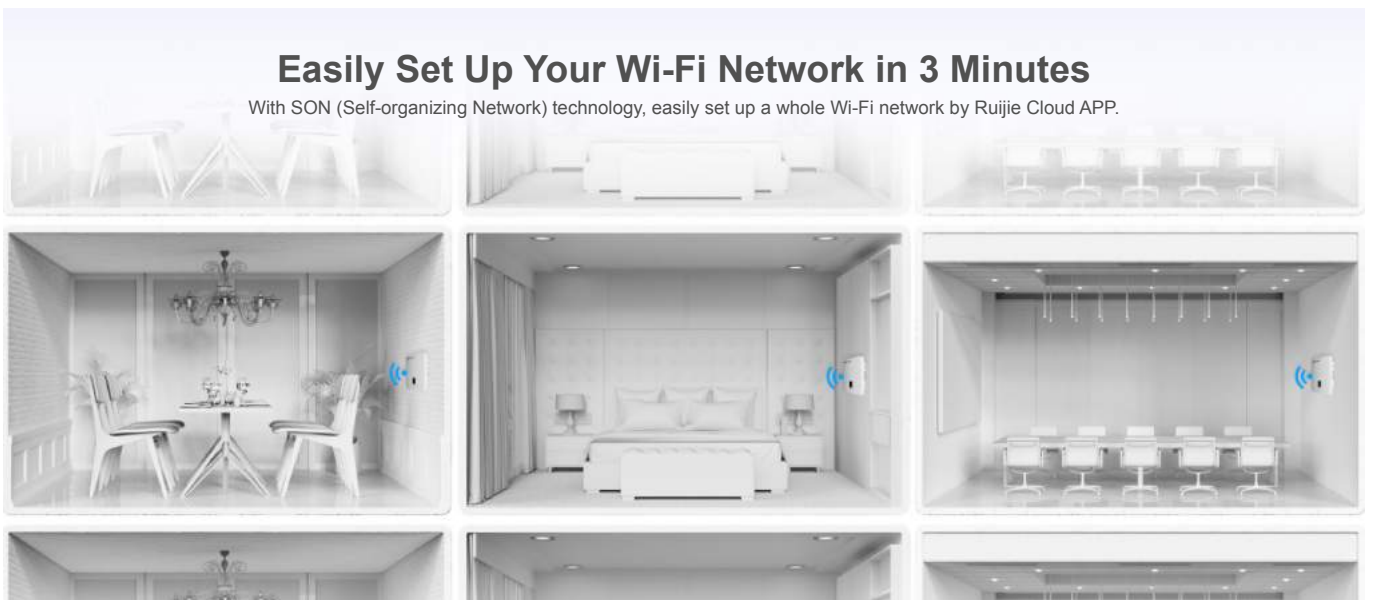 Easily Set Up Your Wi-Fi Network in 3 Minutes
With SON (Self-organizing Network) technology, easily set up a whole Wi-Fi network by Ruijie Cloud APP.